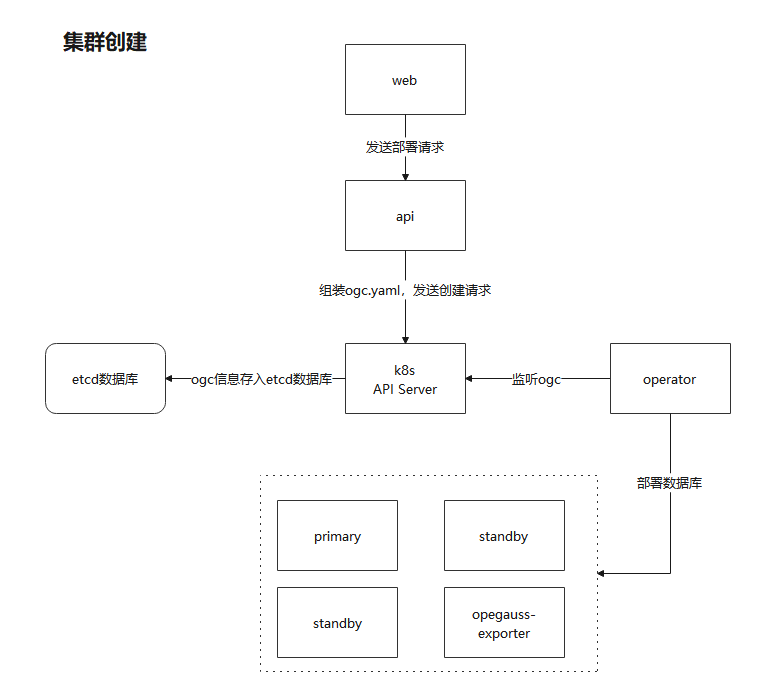 集群创建
web
发送部署请求
api
组装ogc.yaml，发送创建请求
etcd数据库
ogc信息存入etcd数据库
k8s
API Server
监听ogc
operator
部署数据库
primary
standby
standby
opegauss-
exporter